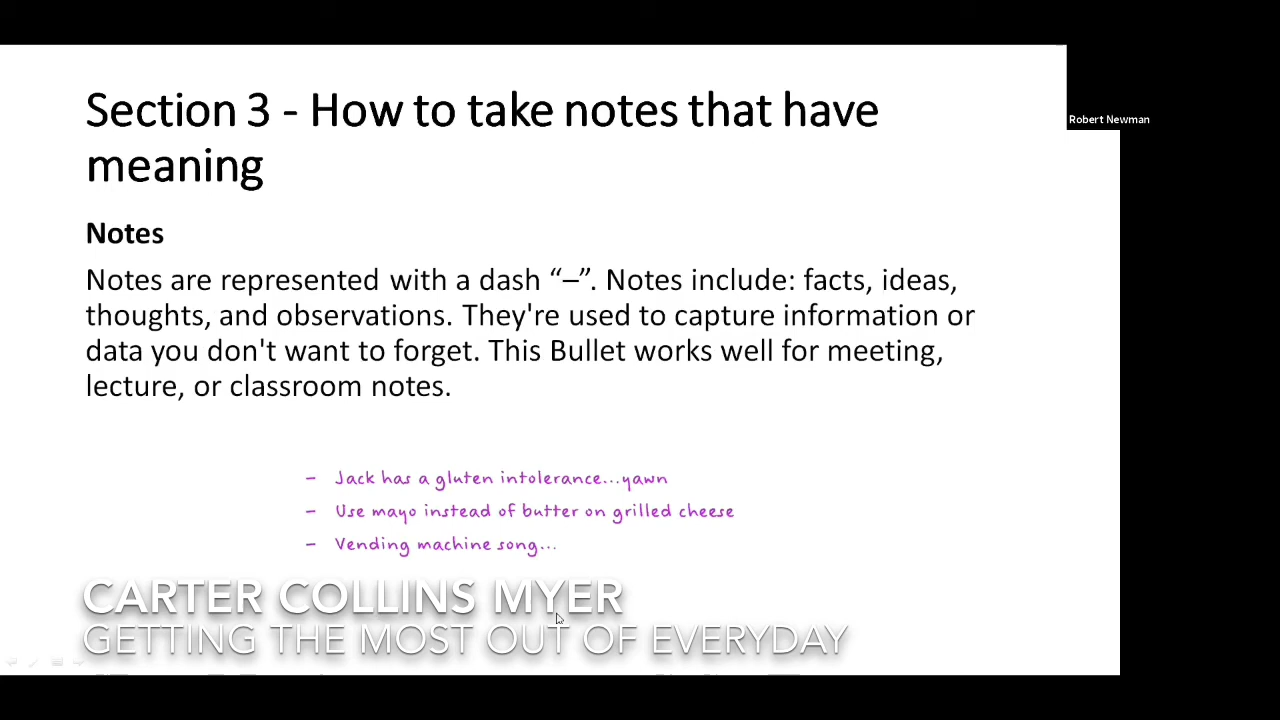 Section 3 - How to take notes that have
meaning
Robert Newman
Notes
Notes are represented with a dash “–”. Notes include: facts, ideas,
thoughts, and observations. They're used to capture information or
data you don't want to forget. This Bullet works well for meeting,
lecture, or classroom notes.
– Jack has a gluten intolerance...yawn
– Use mayo instead of butter on grilled cheese
– Vending machine song...
CARTER COLLINS MYER
GETTING THE MOST OUT OF EVERYDAY